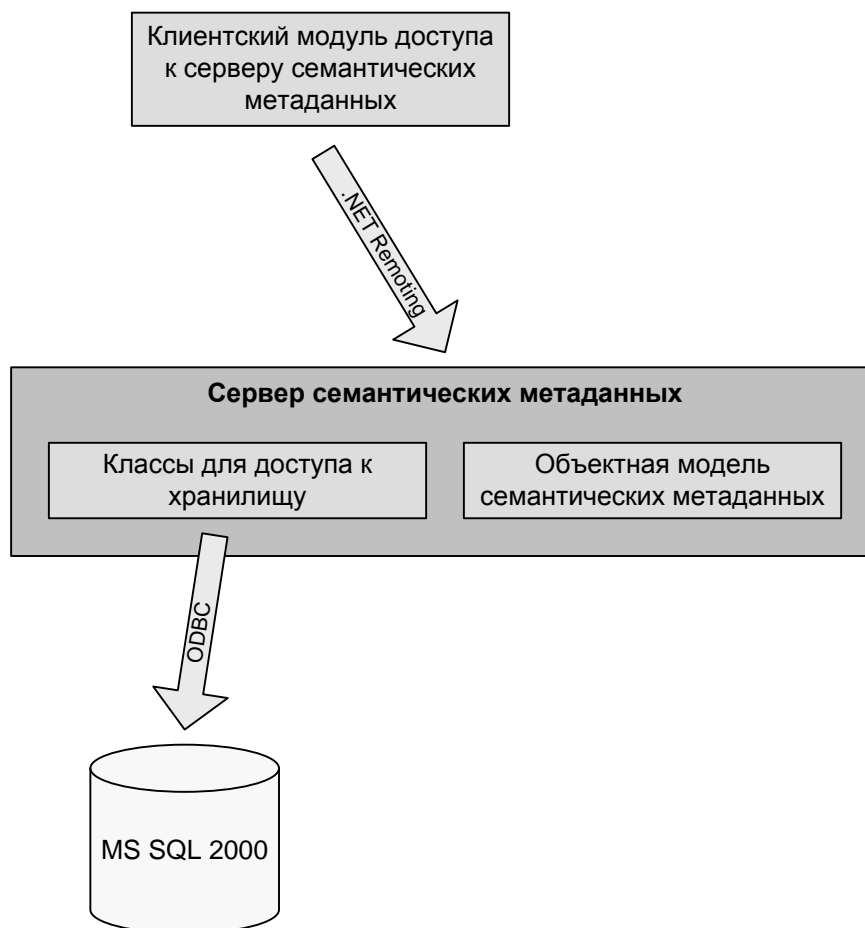 Клиентский модуль доступа
к серверу семантических
метаданных
.NET Remoting
Сервер семантических метаданных
Классы для доступа к
хранилищу
Объектная модель
семантических метаданных
ODBC
MS SQL 2000